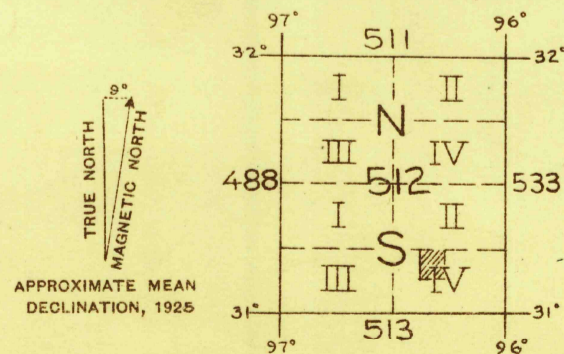 97° 96°
511
32° 32°
I II
N
9°
TRUE NORTH
MAGNETIC NORTH
III IV
488 512 533
I II
S
III IV
APPROXIMATE MEAN
DECLINATION, 1925
31° 31°
513
97° 96°